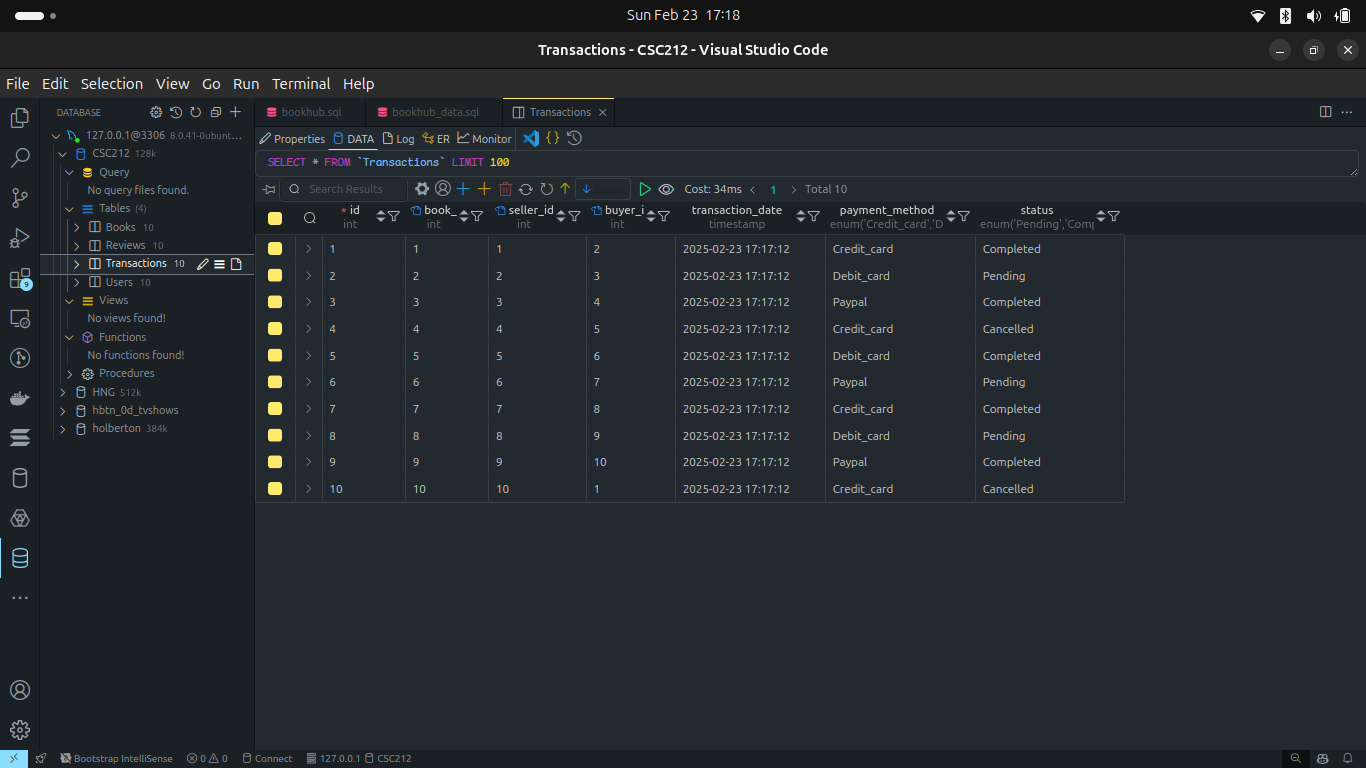 Sun Feb 23 17:18
Transactions - CSC212 - Visual Studio Code
File Edit Selection View Go Run Terminal Help
DATABASE
bookhub.sql bookhub_data.sql Transactions
127.0.0.1@3306 8.0.41-0ubunt...
CSC212 128k
Query
No query files found.
Tables (4)
Books 10
Reviews 10
Transactions 10
Users 10
Views
No views found!
Functions
No functions found!
Procedures
HNG 512k
hbtn_0d_tvshows
holberton 384k
9
Properties DATA Log ER Monitor
SELECT * FROM `Transactions` LIMIT 100
Search Results Cost: 34ms 1 Total 10
* id book_ seller_id buyer_i transaction_date payment_method status
int int int int timestamp enum('Credit_card','D enum('Pending','Comp
1 1 1 2 2025-02-23 17:17:12 Credit_card Completed
2 2 2 3 2025-02-23 17:17:12 Debit_card Pending
3 3 3 4 2025-02-23 17:17:12 Paypal Completed
4 4 4 5 2025-02-23 17:17:12 Credit_card Cancelled
5 5 5 6 2025-02-23 17:17:12 Debit_card Completed
6 6 6 7 2025-02-23 17:17:12 Paypal Pending
7 7 7 8 2025-02-23 17:17:12 Credit_card Completed
8 8 8 9 2025-02-23 17:17:12 Debit_card Pending
9 9 9 10 2025-02-23 17:17:12 Paypal Completed
10 10 10 1 2025-02-23 17:17:12 Credit_card Cancelled
Bootstrap IntelliSense 0 0 Connect 127.0.0.1 CSC212